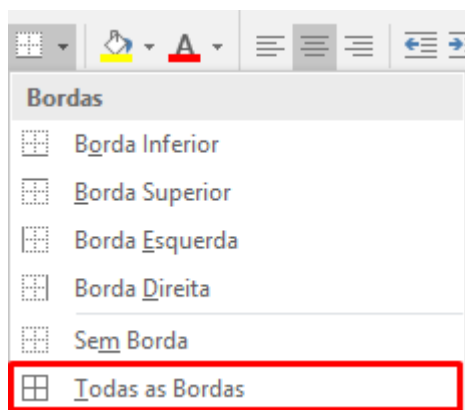 A
Bordas
Borda Inferior
Borda Superior
Borda Esquerda
Borda Direita
Sem Borda
Todas as Bordas